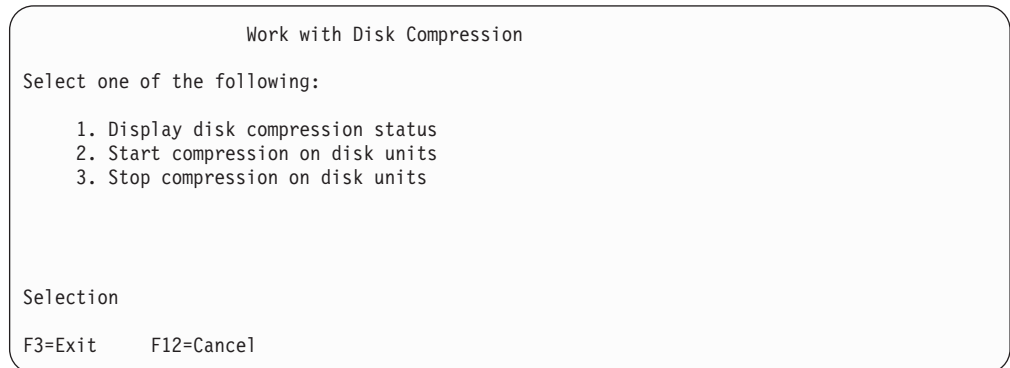 Work with Disk Compression
Select one of the following:
1. Display disk compression status
2. Start compression on disk units
3. Stop compression on disk units
Selection
F3=Exit F12=Cancel